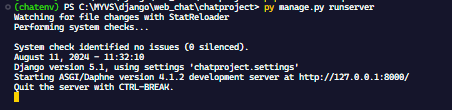 (chatenv) PS C:\MYVS\django\web_chat\chatproject> py manage.py runserver
Watching for file changes with StatReloader
Performing system checks...
System check identified no issues (0 silenced).
August 11, 2024 - 11:32:10
Django version 5.1, using settings 'chatproject.settings'
Starting ASGI/Daphne version 4.1.2 development server at http://127.0.0.1:8000/
Quit the server with CTRL-BREAK.